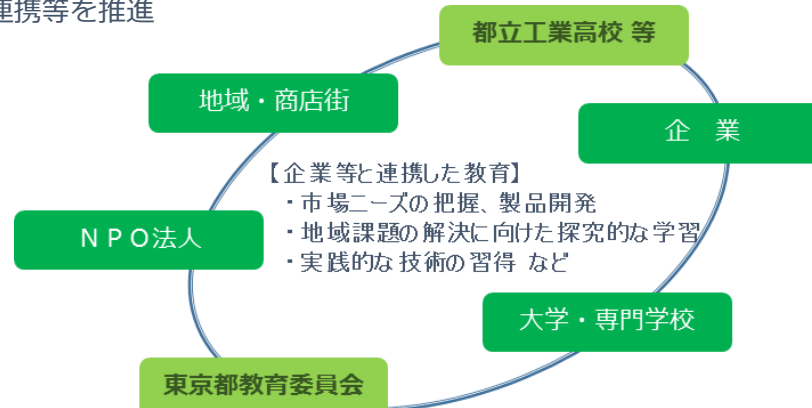 連携等を推進
都立工業高校 等
地域・商店街
企　業
【企業等と連携した教育】
・市場ニーズの把握、製品開発
・地域課題の解決に向けた探究的な学習
・実践的な技術の習得 など
ＮＰＯ法人
大学・専門学校
東京都教育委員会